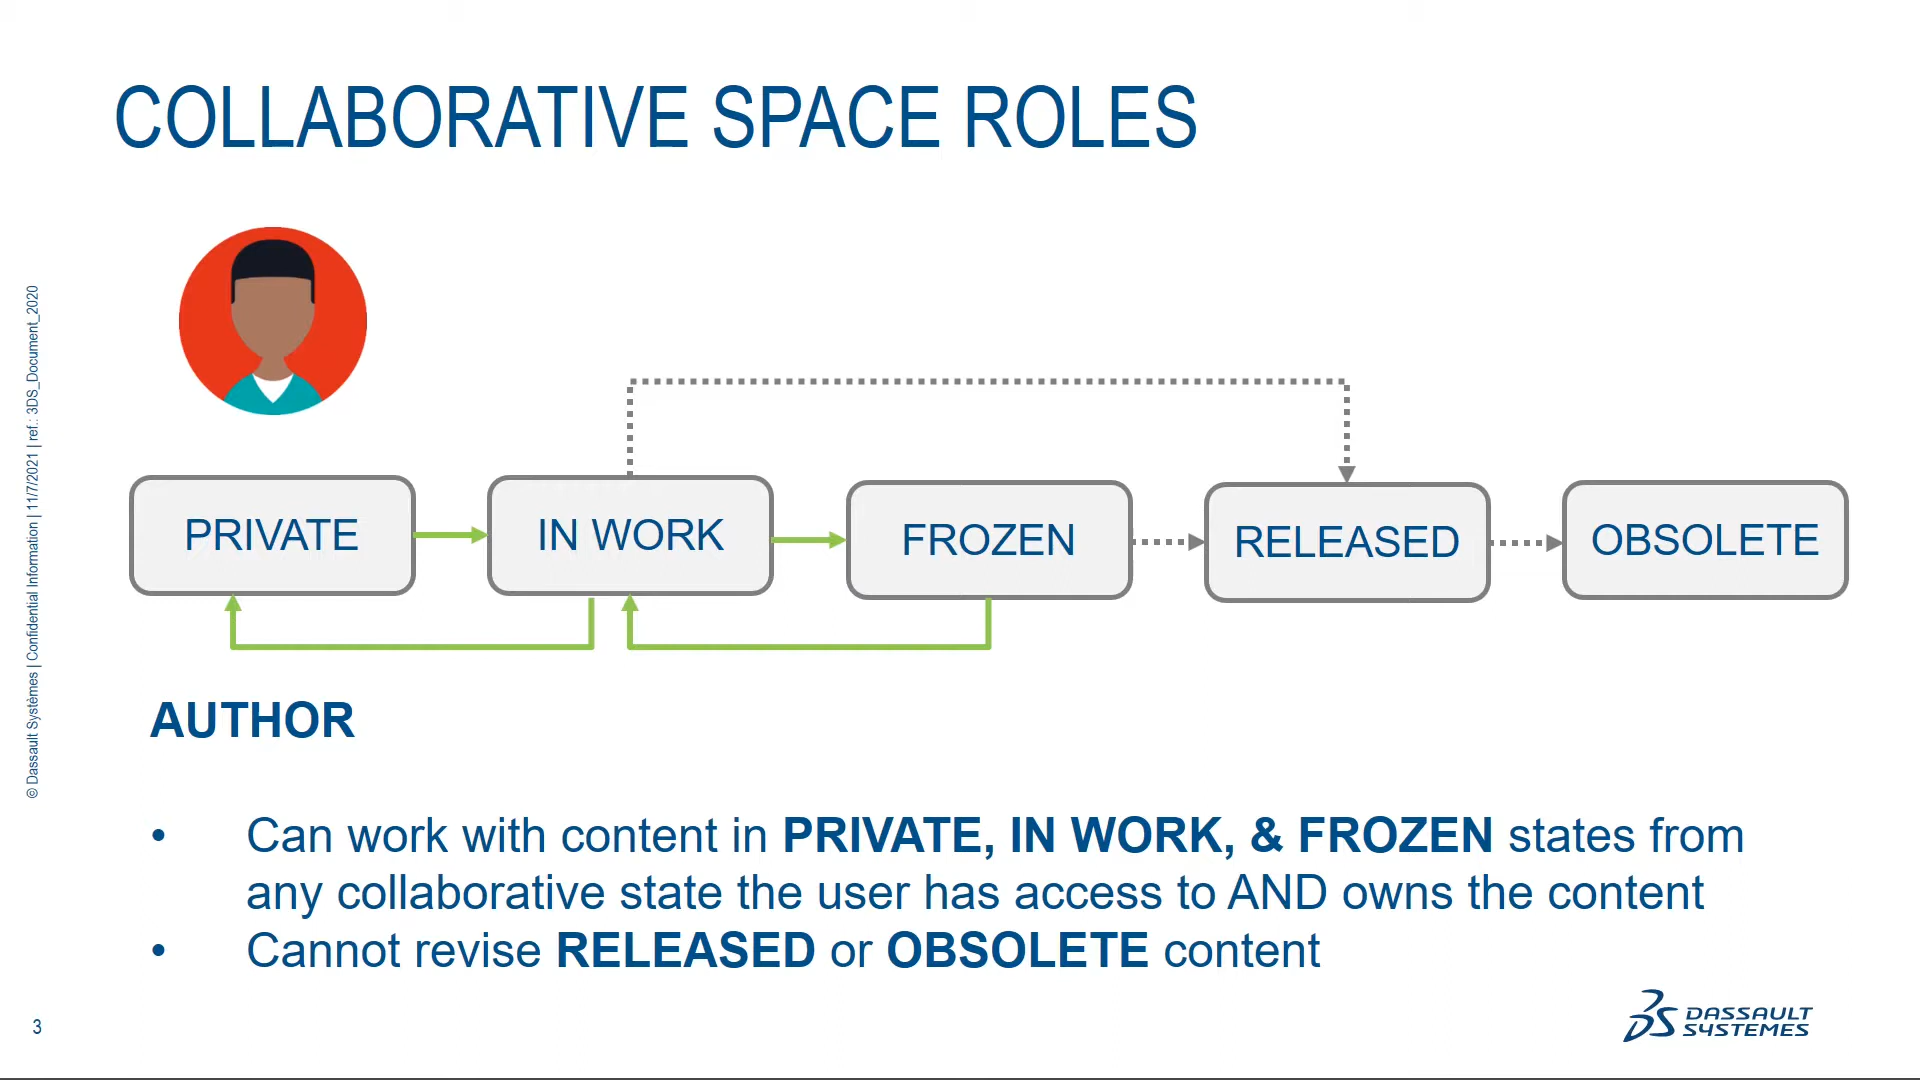 COLLABORATIVE SPACE ROLES
© Dassault Systèmes | Confidential Information | 11/7/2021 | ref.: 3DS_Document_2020
PRIVATE
IN WORK
FROZEN
RELEASED
OBSOLETE
AUTHOR
• Can work with content in PRIVATE, IN WORK, & FROZEN states from
any collaborative state the user has access to AND owns the content
• Cannot revise RELEASED or OBSOLETE content
3
3DS DASSAULT
SYSTEMES